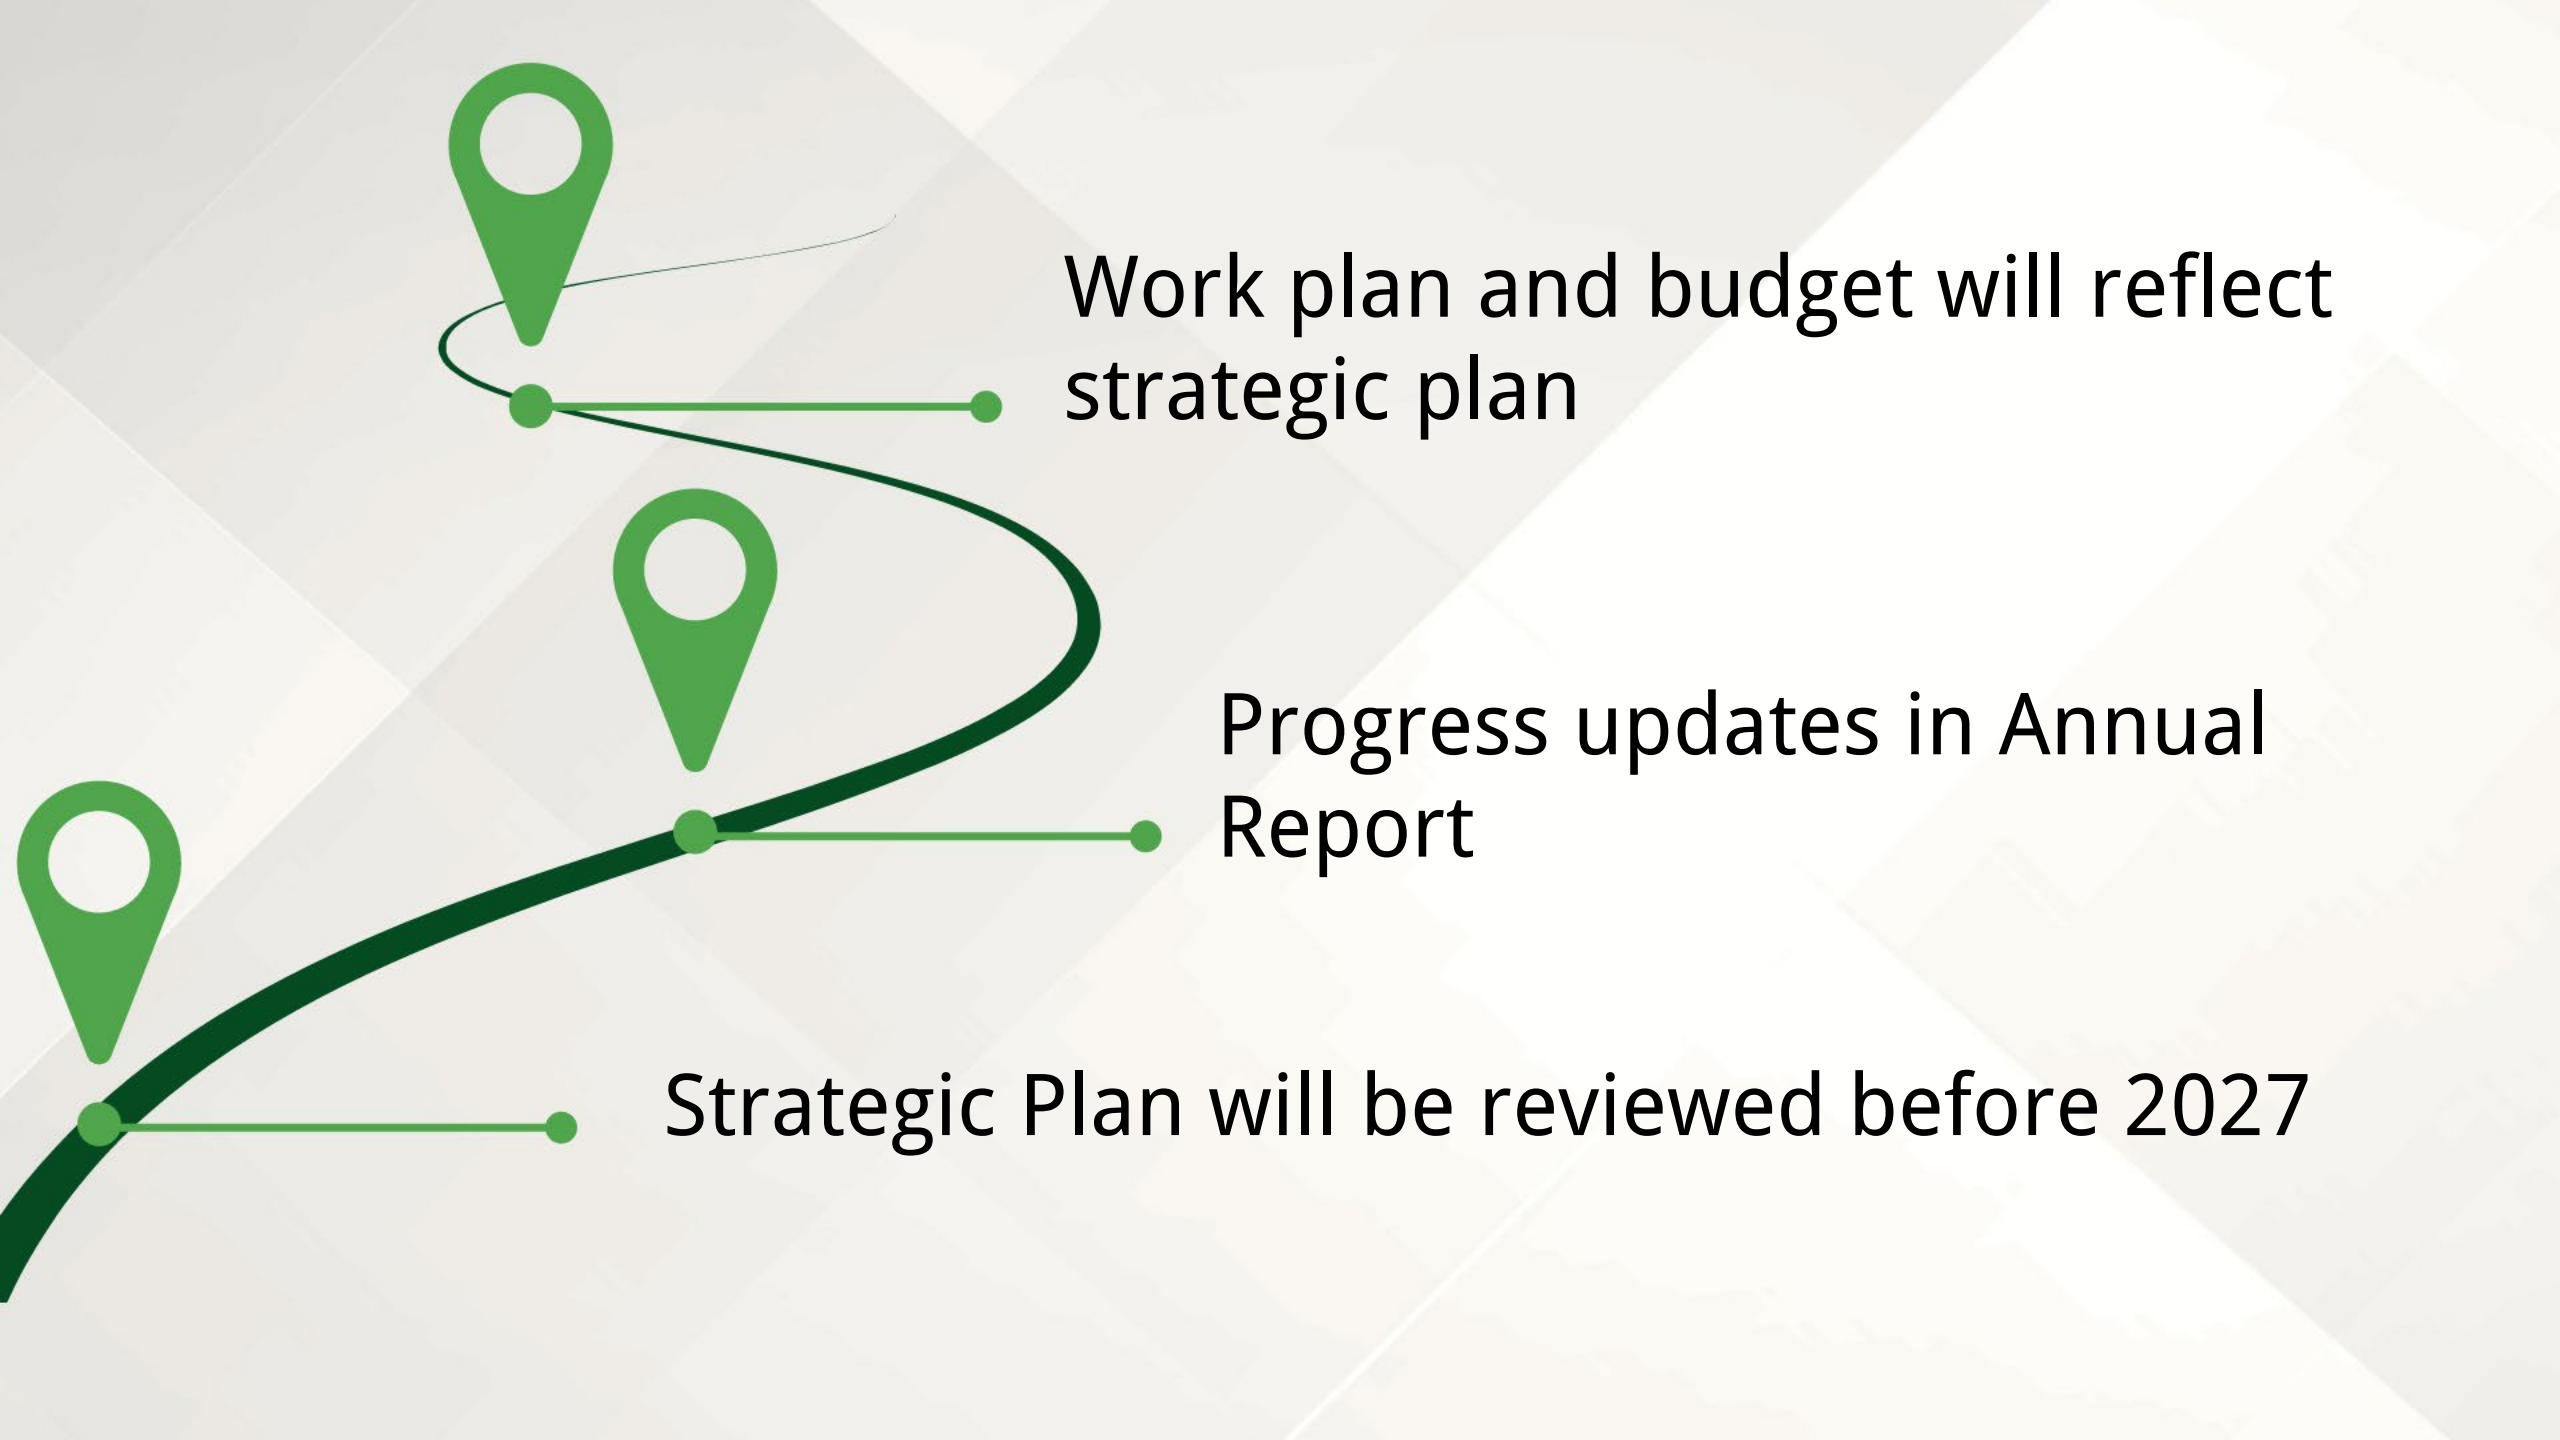 Work plan and budget will reflect
strategic plan
Progress updates in Annual
Report
Strategic Plan will be reviewed before 2027